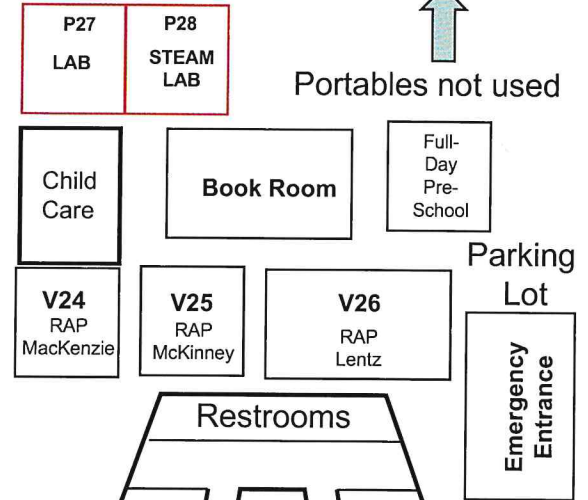 P27
LAB
P28
STEAM
LAB
Portables not used
Child
Care
Book Room
Full-
Day
Pre-
School
Parking
Lot
V24
RAP
MacKenzie
V25
RAP
McKinney
V26
RAP
Lentz
Emergency
Entrance
Restrooms